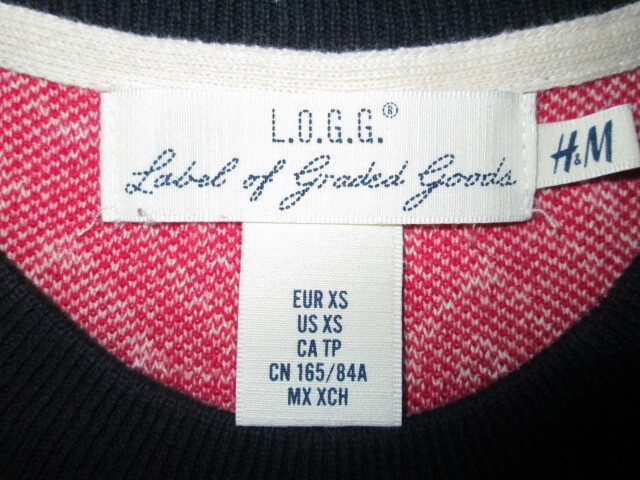 L.O.G.G.®
Label of Graded Goods
H&M
EUR XS
US XS
CA TP
CN 165/84A
MX XCH